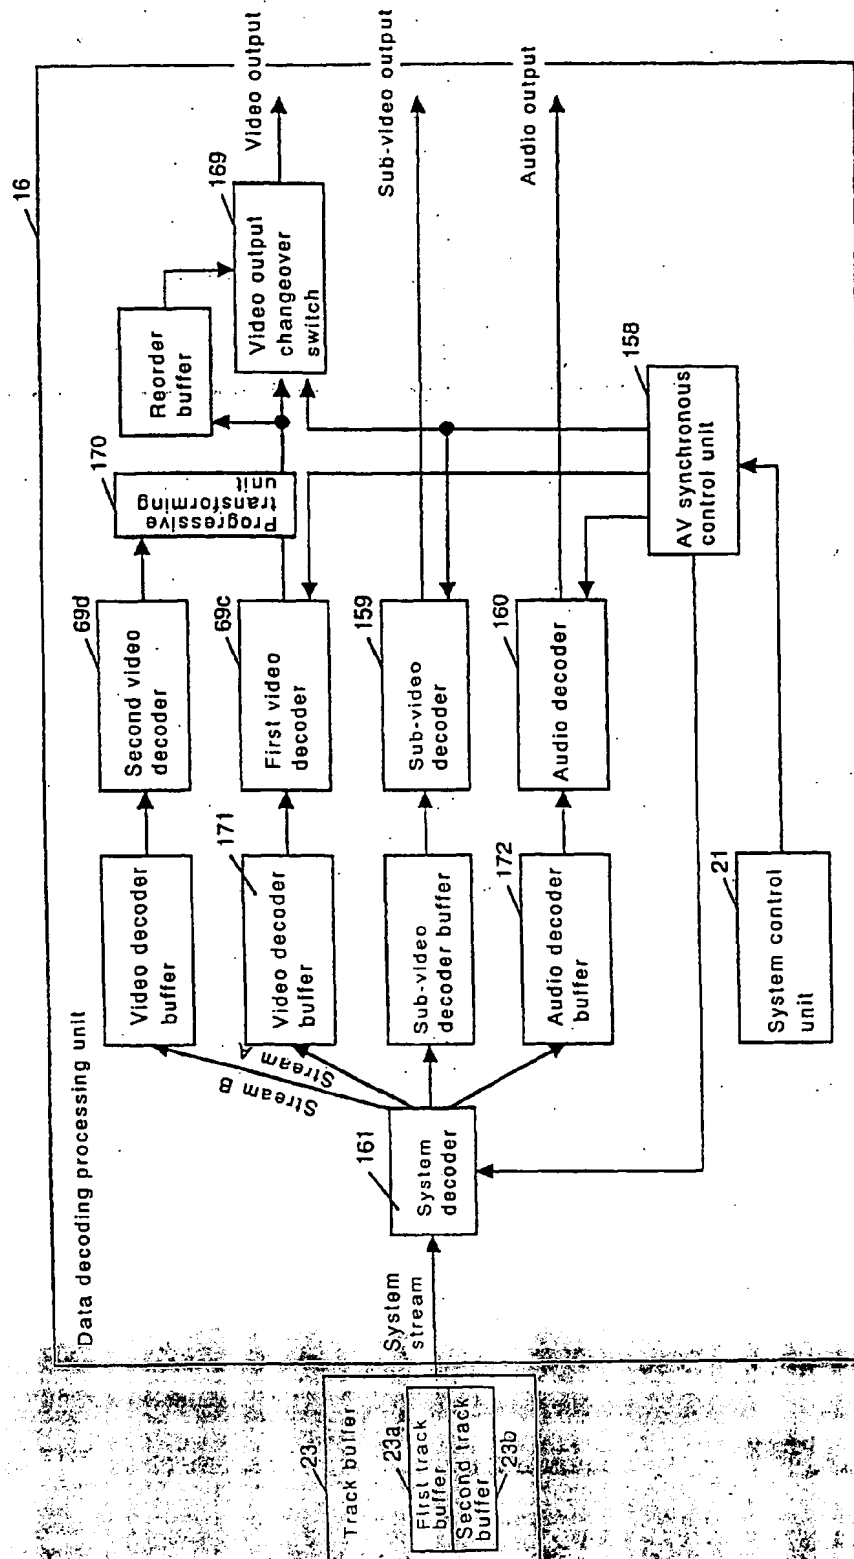 Data decoding processing unit
16
23
Track buffer
23a
First track
buffer
Second track
buffer
23b
System
stream
161
System
decoder
Stream B
Stream A
Video decoder
buffer
171
Video decoder
buffer
Sub-video
decoder buffer
172
Audio decoder
buffer
21
System control
unit
69d
Second video
decoder
69c
First video
decoder
159
Sub-video
decoder
160
Audio decoder
170
Progressive
transforming
unit
Reorder
buffer
169
Video output
changeover
switch
158
AV synchronous
control unit
Video output
Sub-video output
Audio output